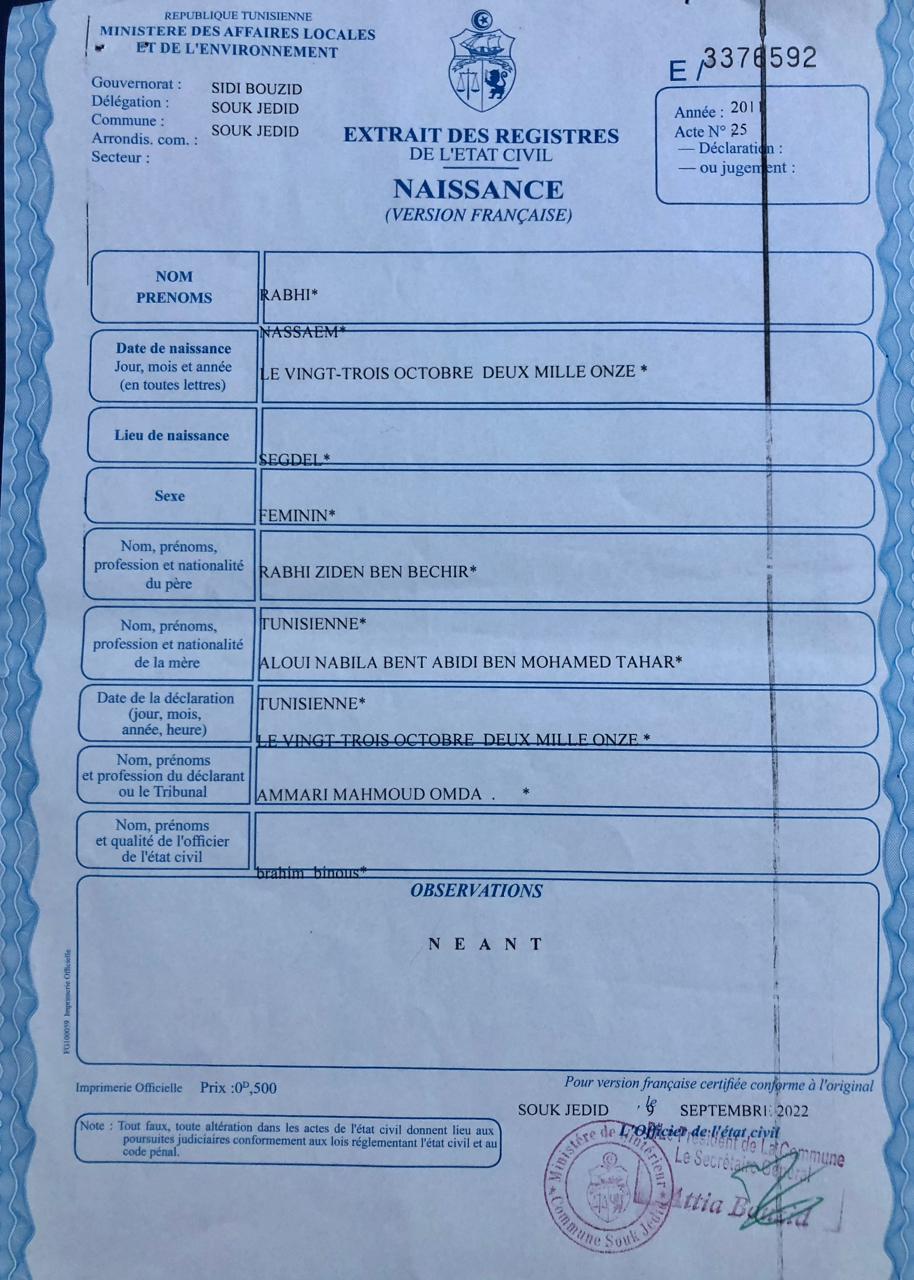 REPUBLIQUE TUNISIENNE
MINISTERE DES AFFAIRES LOCALES
ET DE L'ENVIRONNEMENT
Gouvernorat : SIDI BOUZID
Délégation : SOUK JEDID
Commune :
Arrondis. com. : SOUK JEDID
Secteur :
E / 3376592
Année : 2011
Acte N° 25
— Déclaration :
— ou jugement :
EXTRAIT DES REGISTRES
DE L'ETAT CIVIL
NAISSANCE
(VERSION FRANÇAISE)
NOM
PRENOMS
RABHI*
NASSAEM*
Date de naissance
Jour, mois et année
(en toutes lettres)
LE VINGT-TROIS OCTOBRE DEUX MILLE ONZE *
Lieu de naissance
SEGDEL*
Sexe
FEMININ*
Nom, prénoms,
profession et nationalité
du père
RABHI ZIDEN BEN BECHIR*
TUNISIENNE*
Nom, prénoms,
profession et nationalité
de la mère
ALOUI NABILA BENT ABIDI BEN MOHAMED TAHAR*
TUNISIENNE*
Date de la déclaration
(jour, mois,
année, heure)
LE VINGT-TROIS OCTOBRE DEUX MILLE ONZE *
Nom, prénoms
et profession du déclarant
ou le Tribunal
AMMARI MAHMOUD OMDA . *
Nom, prénoms
et qualité de l'officier
de l'état civil
brahim binous*
OBSERVATIONS
N E A N T
FG100059 Imprimerie Officielle
Imprimerie Officielle Prix :0ᴰ,500
Pour version française certifiée conforme à l'original
SOUK JEDID , le 9 SEPTEMBRE 2022
L'Officier de l'état civil
Note : Tout faux, toute altération dans les actes de l'état civil donnent lieu aux
poursuites judiciaires conformement aux lois réglementant l'état civil et au
code pénal.
Président de La Commune
Le Secrétaire Général
Attia
Ministère de l'intérieur
Commune Souk Jedid